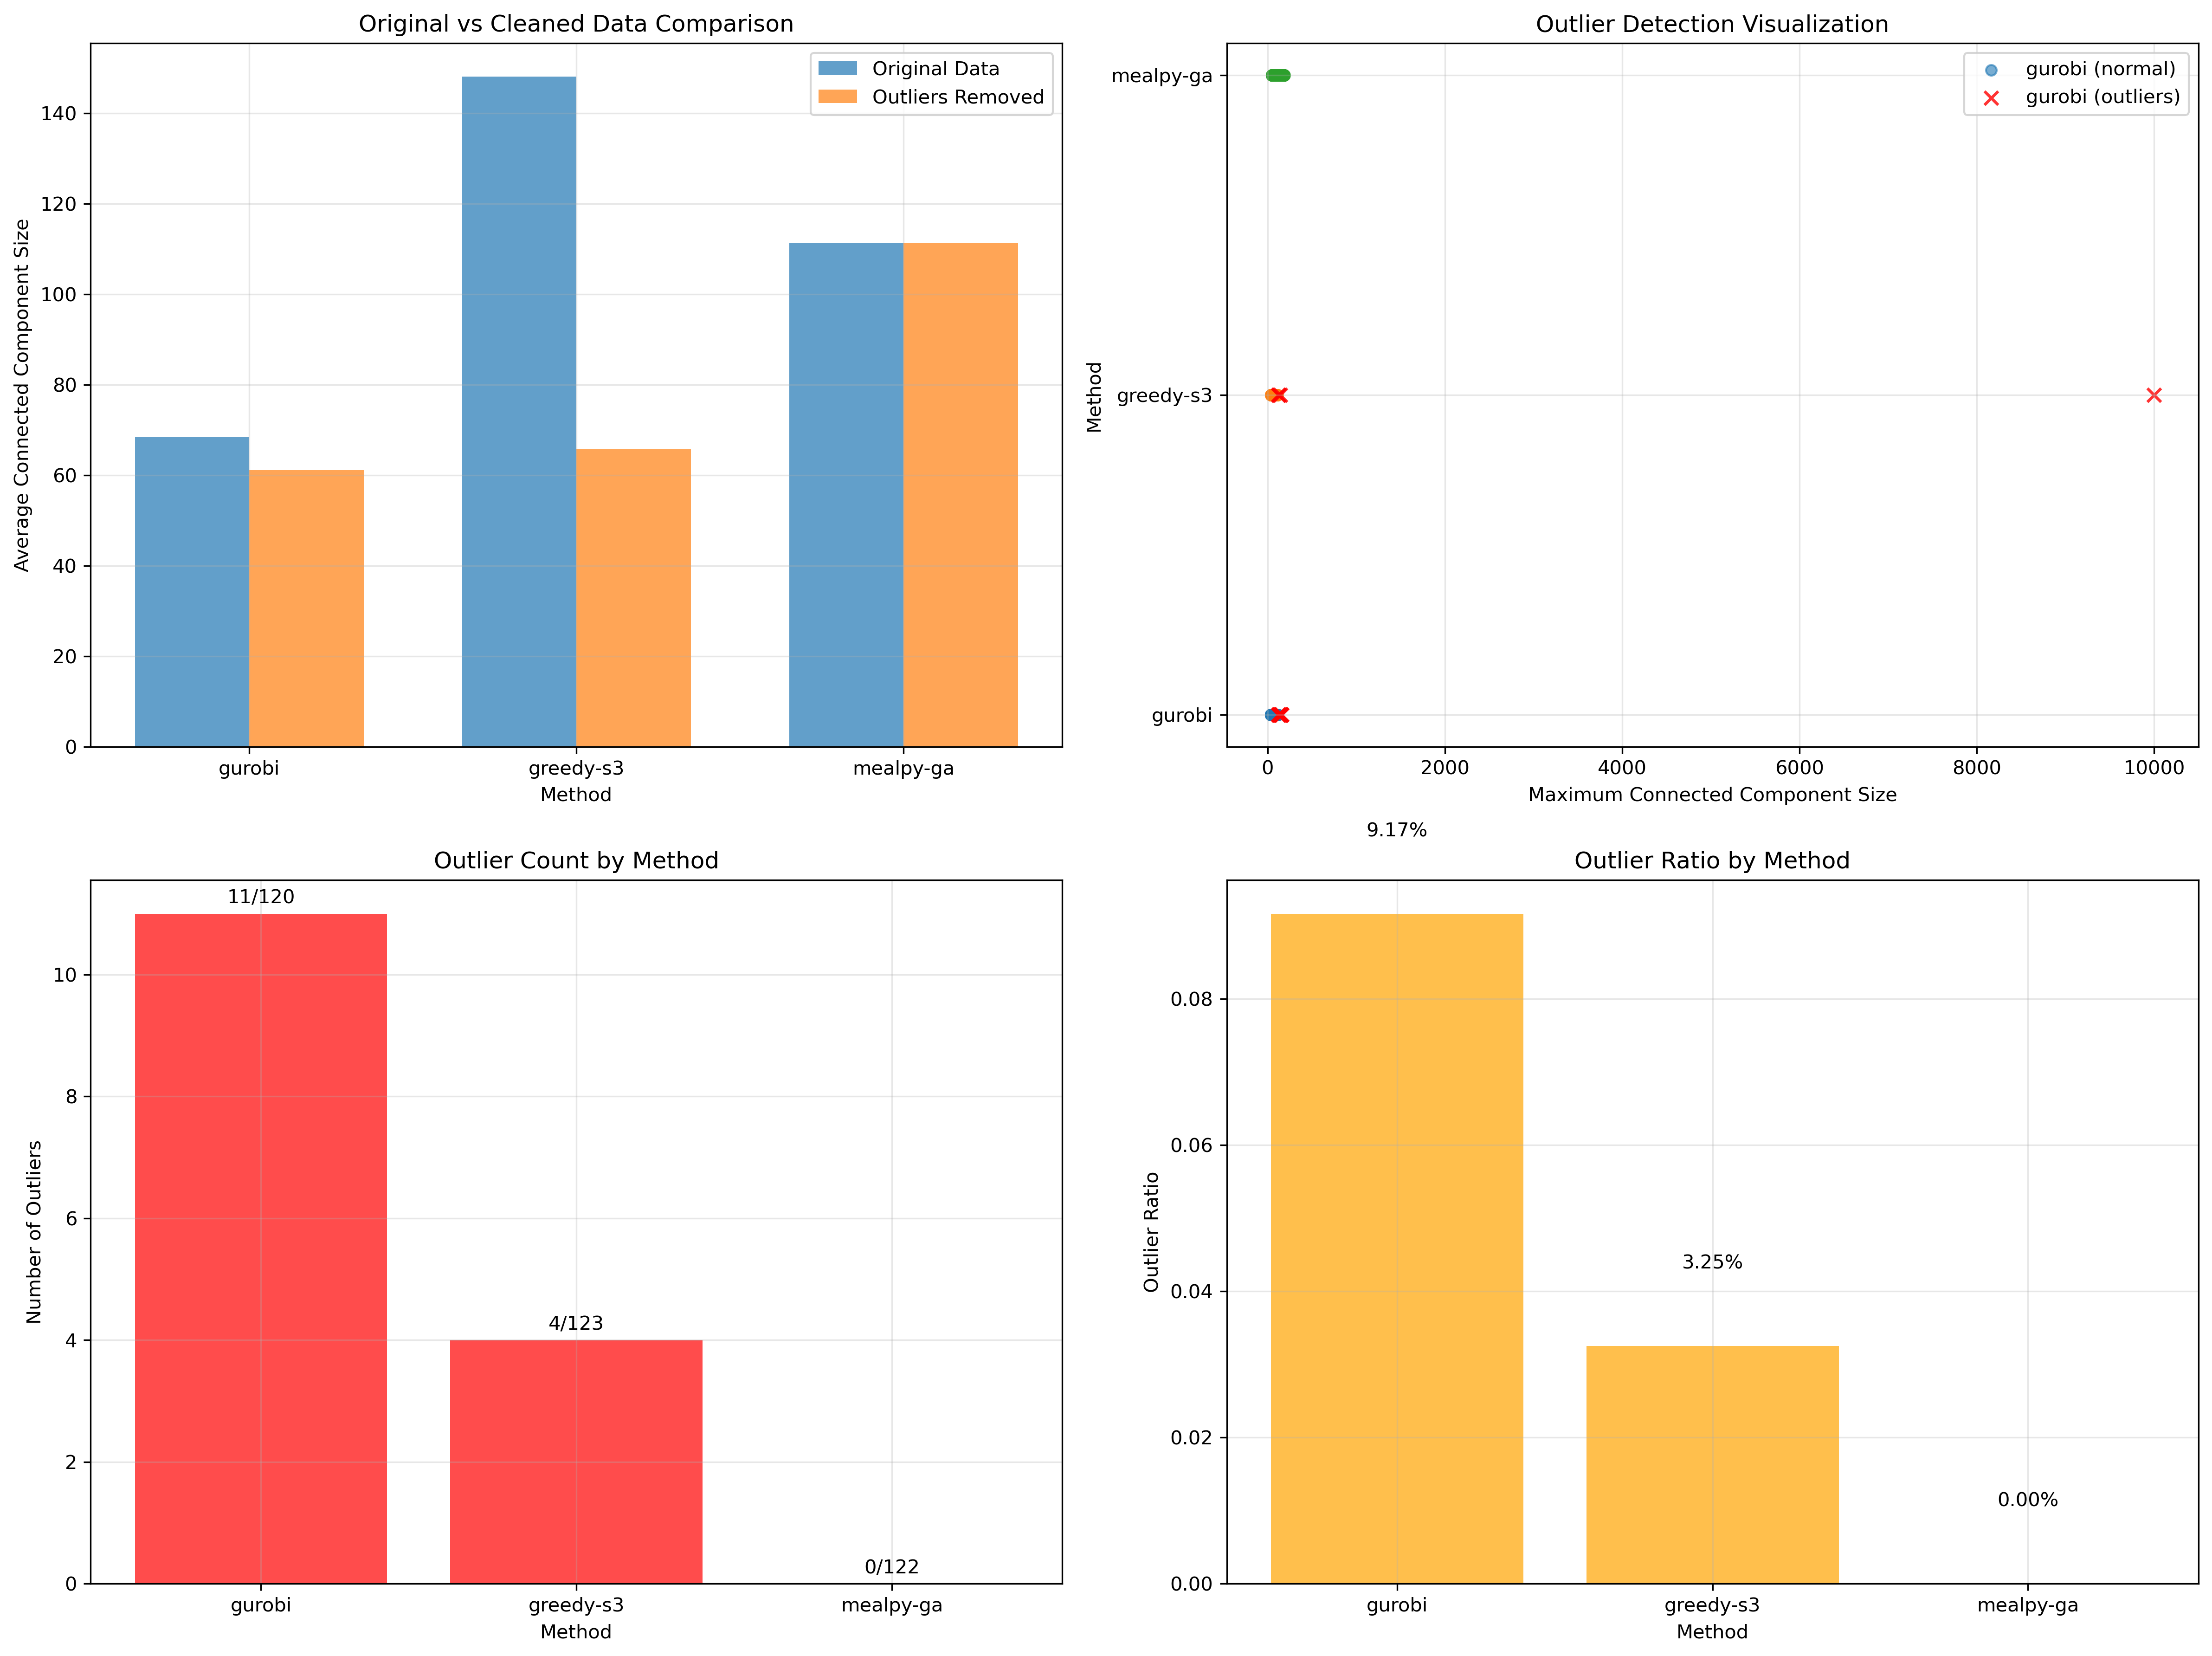 Original vs Cleaned Data Comparison
Original Data
Outliers Removed
Average Connected Component Size
140
120
100
80
60
40
20
0
gurobi
greedy-s3
mealpy-ga
Method
Outlier Detection Visualization
gurobi (normal)
gurobi (outliers)
Method
mealpy-ga
greedy-s3
gurobi
0
2000
4000
6000
8000
10000
Maximum Connected Component Size
Outlier Count by Method
Number of Outliers
10
8
6
4
2
0
11/120
4/123
0/122
gurobi
greedy-s3
mealpy-ga
Method
9.17%
Outlier Ratio by Method
Outlier Ratio
0.08
0.06
0.04
0.02
0.00
3.25%
0.00%
gurobi
greedy-s3
mealpy-ga
Method